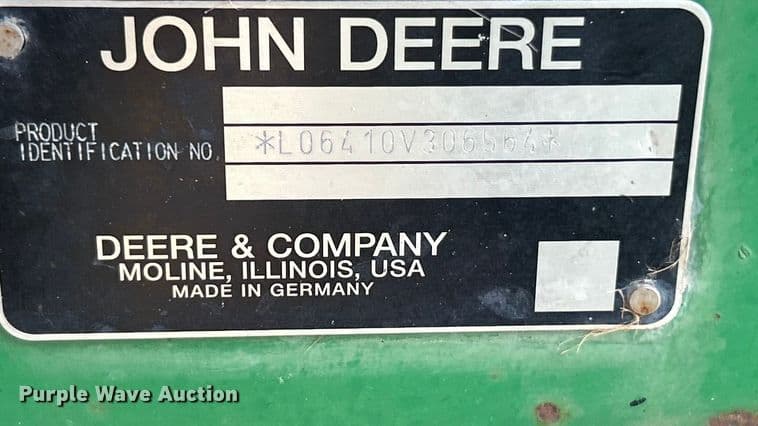 JOHN DEERE
PRODUCT
IDENTIFICATION NO.
*L06410V306564*
DEERE & COMPANY
MOLINE, ILLINOIS, USA
MADE IN GERMANY
Purple Wave Auction